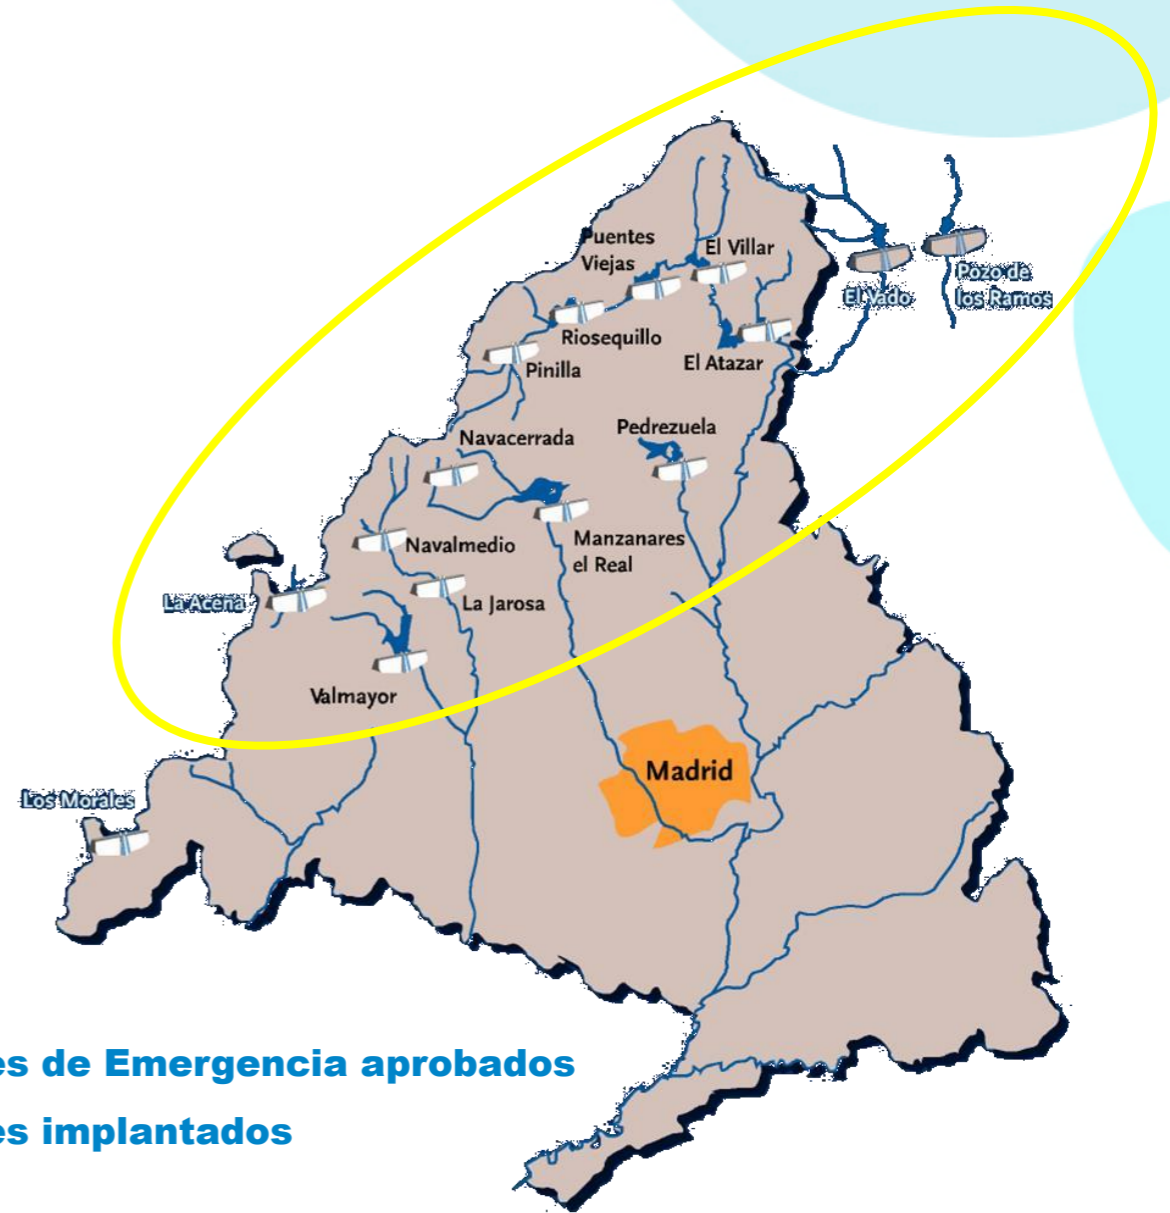 Puentes
Viejas
El Villar
El Vado
Pozo de
los Ramos
Riosequillo
Pinilla
El Atazar
Navacerrada
Pedrezuela
Navalmedio
Manzanares
el Real
La Aceña
La Jarosa
Valmayor
Madrid
Los Morales
es de Emergencia aprobados
es implantados